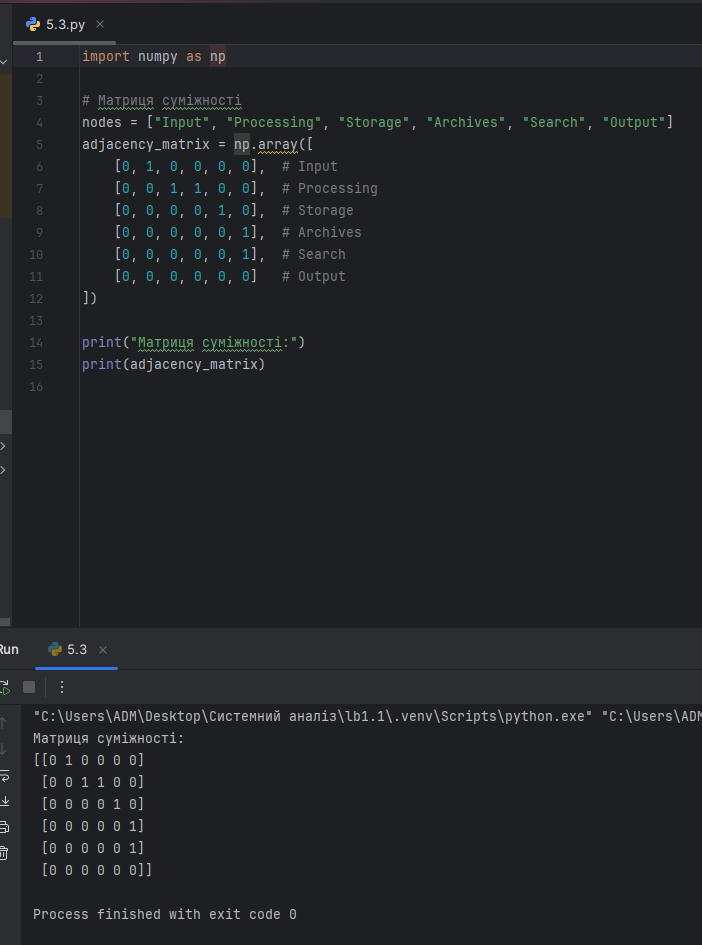 5.3.py
1 import numpy as np
2
3 # Матриця суміжності
4 nodes = ["Input", "Processing", "Storage", "Archives", "Search", "Output"]
5 adjacency_matrix = np.array([
6 [0, 1, 0, 0, 0, 0], # Input
7 [0, 0, 1, 1, 0, 0], # Processing
8 [0, 0, 0, 0, 1, 0], # Storage
9 [0, 0, 0, 0, 0, 1], # Archives
10 [0, 0, 0, 0, 0, 1], # Search
11 [0, 0, 0, 0, 0, 0] # Output
12 ])
13
14 print("Матриця суміжності:")
15 print(adjacency_matrix)
16
Run 5.3
"C:\Users\ADM\Desktop\Системний аналіз\lb1.1\.venv\Scripts\python.exe" "C:\Users\ADM
Матриця суміжності:
[[0 1 0 0 0 0]
[0 0 1 1 0 0]
[0 0 0 0 1 0]
[0 0 0 0 0 1]
[0 0 0 0 0 1]
[0 0 0 0 0 0]]
Process finished with exit code 0